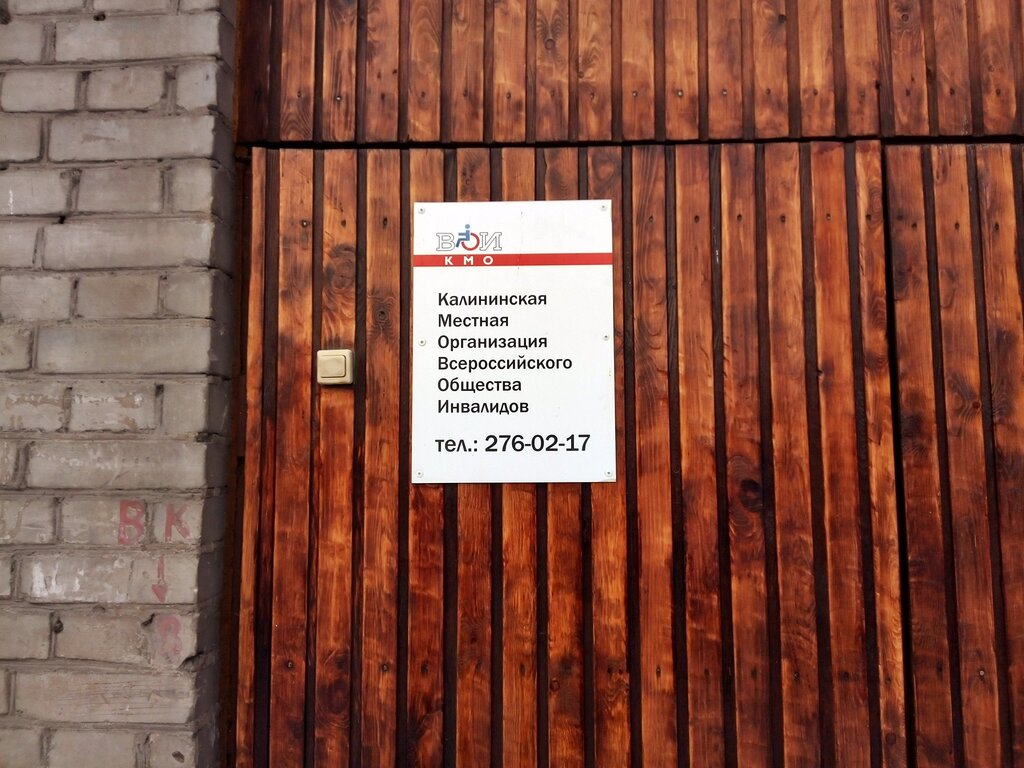 ВОИ
КМО
Калининская
Местная
Организация
Всероссийского
Общества
Инвалидов
тел.: 276-02-17
ВК